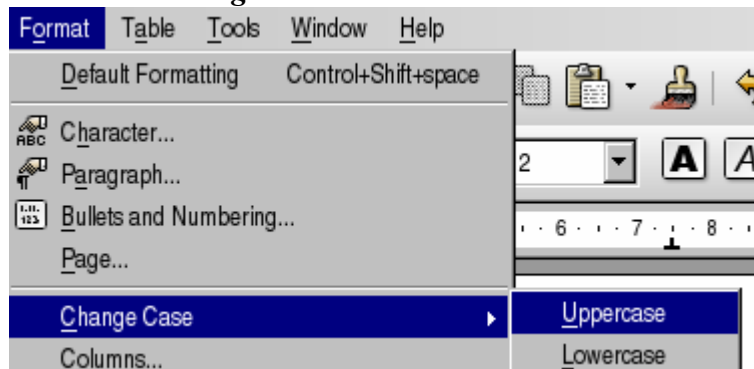 Format Table Tools Window Help
Default Formatting Control+Shift+space
ABC Character...
Paragraph...
2 A A
Bullets and Numbering...
6 7 8
Page...
Change Case Uppercase
Columns... Lowercase